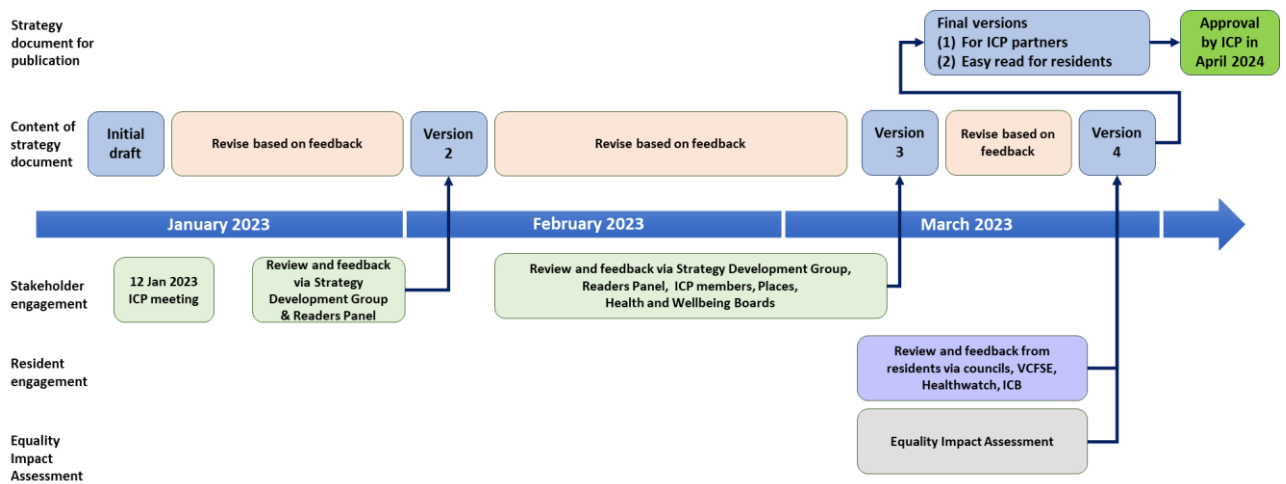 Strategy
document for
publication
Final versions
(1) For ICP partners
(2) Easy read for residents
Approval
by ICP in
April 2024
Content of
strategy
document
Initial
draft
Revise based on feedback
Version
2
Revise based on feedback
Version
3
Revise based on
feedback
Version
4
January 2023
February 2023
March 2023
Stakeholder
engagement
12 Jan 2023
ICP meeting
Review and feedback
via Strategy
Development Group
& Readers Panel
Review and feedback via Strategy Development Group,
Readers Panel, ICP members, Places,
Health and Wellbeing Boards
Resident
engagement
Review and feedback from
residents via councils, VCFSE,
Healthwatch, ICB
Equality
Impact
Assessment
Equality Impact Assessment